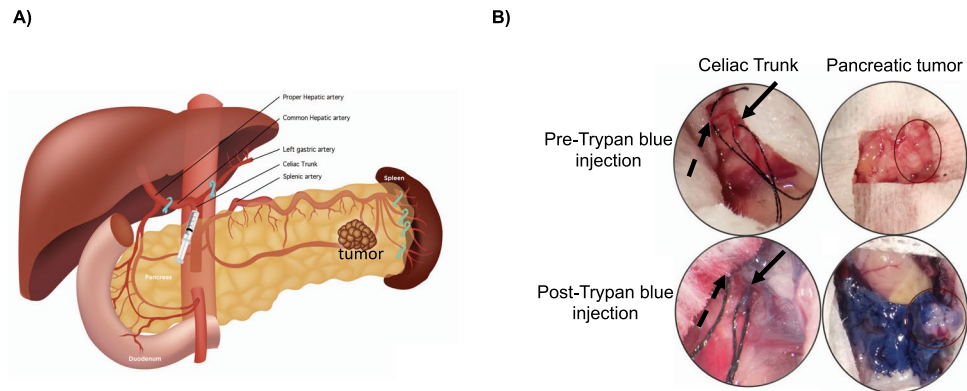 A)
Proper Hepatic artery
Common Hepatic artery
Left gastric artery
Celiac Trunk
Splenic artery
Spleen
tumor
Pancreas
Duodenum
B)
Celiac Trunk
Pancreatic tumor
Pre-Trypan blue
injection
Post-Trypan blue
injection